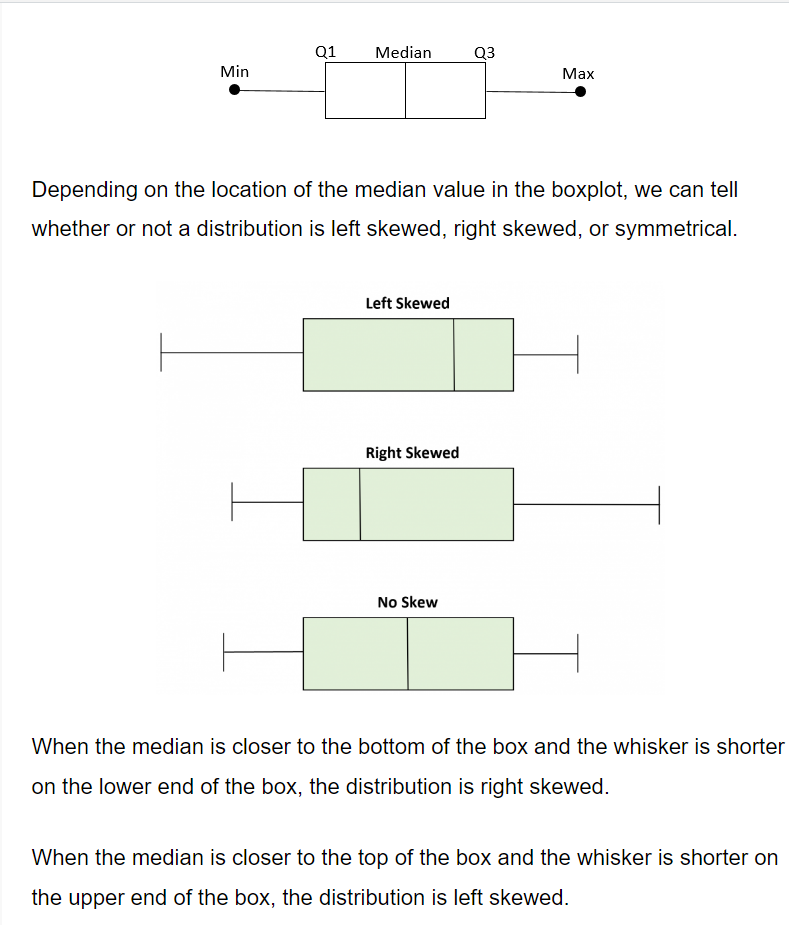 Q1 Median Q3
Min Max
Depending on the location of the median value in the boxplot, we can tell
whether or not a distribution is left skewed, right skewed, or symmetrical.
Left Skewed
Right Skewed
No Skew
When the median is closer to the bottom of the box and the whisker is shorter
on the lower end of the box, the distribution is right skewed.
When the median is closer to the top of the box and the whisker is shorter on
the upper end of the box, the distribution is left skewed.